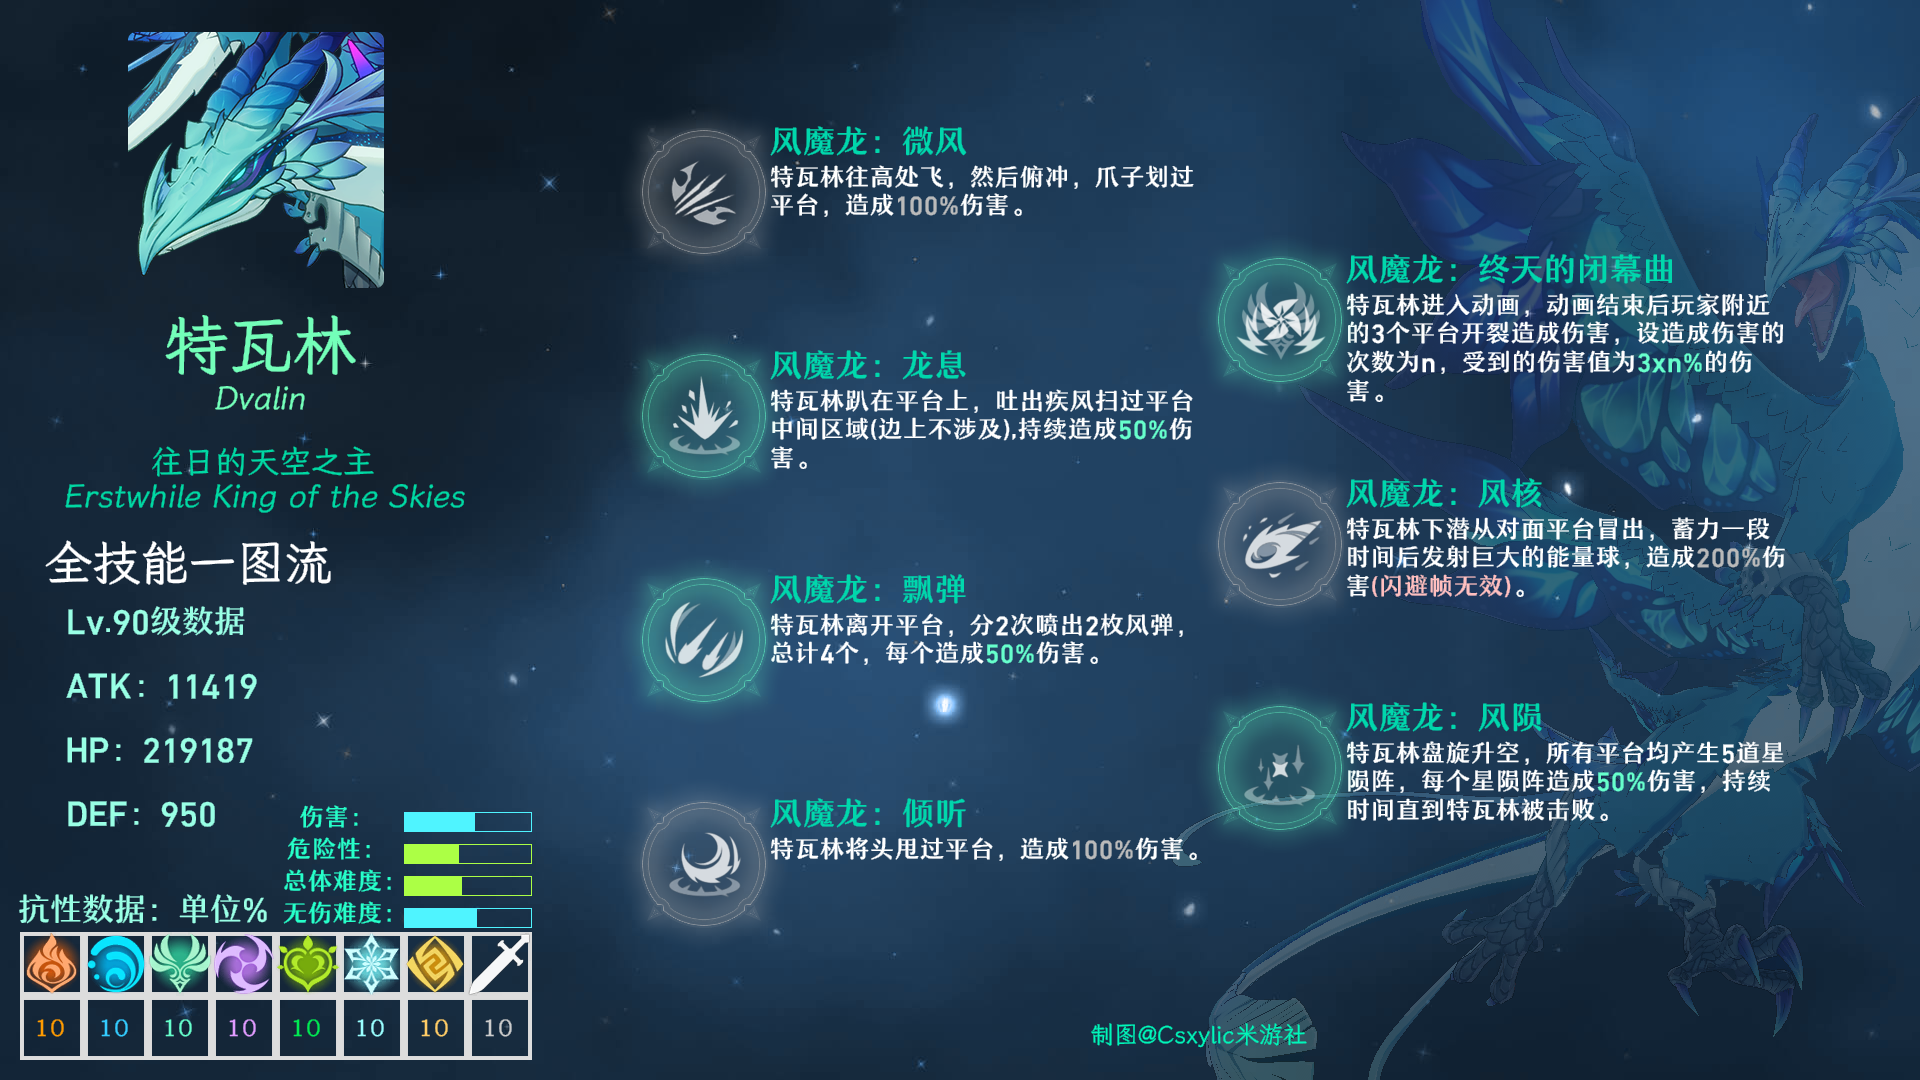 特瓦林
Dvalin
往日的天空之主
Erstwhile King of the Skies
全技能一图流
Lv.90级数据
ATK：11419
HP：219187
DEF：950
伤害：
危险性：
总体难度：
无伤难度：
抗性数据：单位%
10 10 10 10 10 10 10 10
风魔龙：微风
特瓦林往高处飞，然后俯冲，爪子划过
平台，造成100%伤害。
风魔龙：龙息
特瓦林趴在平台上，吐出疾风扫过平台
中间区域(边上不涉及),持续造成50%伤
害。
风魔龙：飘弹
特瓦林离开平台，分2次喷出2枚风弹，
总计4个，每个造成50%伤害。
风魔龙：倾听
特瓦林将头甩过平台，造成100%伤害。
风魔龙：终天的闭幕曲
特瓦林进入动画，动画结束后玩家附近
的3个平台开裂造成伤害，设造成伤害的
次数为n，受到的伤害值为3xn%的伤
害。
风魔龙：风核
特瓦林下潜从对面平台冒出，蓄力一段
时间后发射巨大的能量球，造成200%伤
害(闪避帧无效)。
风魔龙：风陨
特瓦林盘旋升空，所有平台均产生5道星
陨阵，每个星陨阵造成50%伤害，持续
时间直到特瓦林被击败。
制图@Csxylic米游社